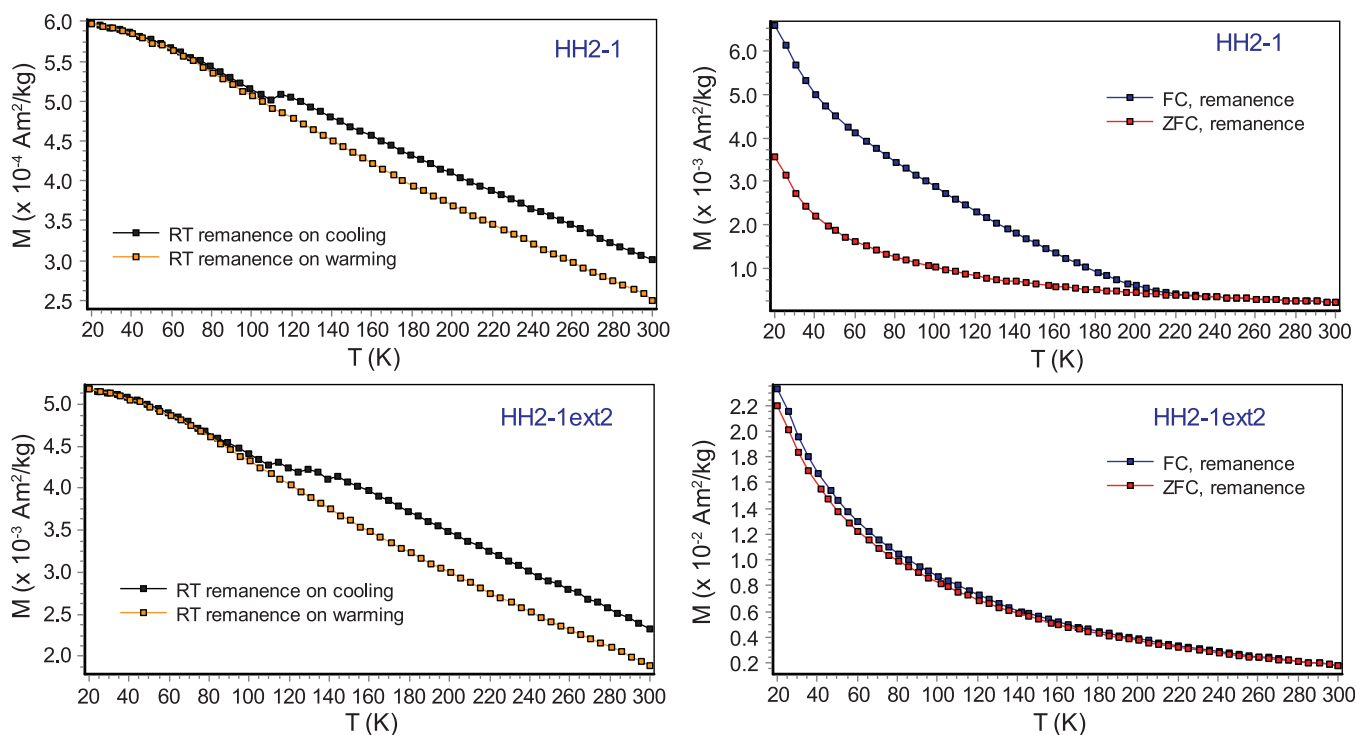 HH2-1
6.0
5.5
5.0
4.5
4.0
3.5
3.0
2.5
M (x 10⁻⁴ Am²/kg)
RT remanence on cooling
RT remanence on warming
20 40 60 80 100 120 140 160 180 200 220 240 260 280 300
T (K)
HH2-1
6.0
5.0
4.0
3.0
2.0
1.0
M (x 10⁻³ Am²/kg)
FC, remanence
ZFC, remanence
20 40 60 80 100 120 140 160 180 200 220 240 260 280 300
T (K)
HH2-1ext2
5.0
4.5
4.0
3.5
3.0
2.5
2.0
M (x 10⁻³ Am²/kg)
RT remanence on cooling
RT remanence on warming
20 40 60 80 100 120 140 160 180 200 220 240 260 280 300
T (K)
HH2-1ext2
2.2
2.0
1.8
1.6
1.4
1.2
1.0
0.8
0.6
0.4
0.2
M (x 10⁻² Am²/kg)
FC, remanence
ZFC, remanence
20 40 60 80 100 120 140 160 180 200 220 240 260 280 300
T (K)